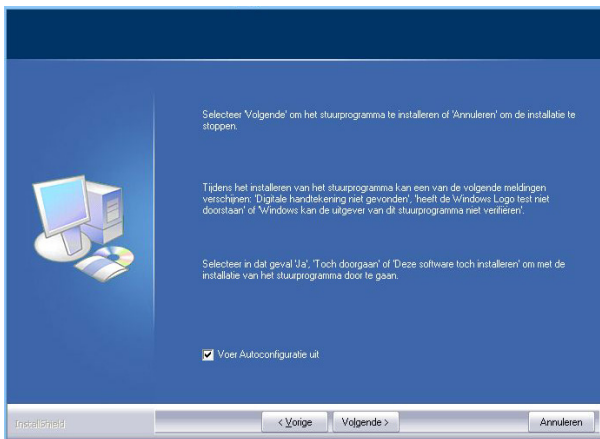 Selecteer 'Volgende' om het stuurprogramma te installeren of 'Annuleren' om de installatie te
stoppen.
Tijdens het installeren van het stuurprogramma kan een van de volgende meldingen
verschijnen: 'Digitale handtekening niet gevonden', 'heeft de Windows Logo test niet
doorstaan' of 'Windows kan de uitgever van dit stuurprogramma niet verifiëren'.
Selecteer in dat geval 'Ja', 'Toch doorgaan' of 'Deze software toch installeren' om met de
installatie van het stuurprogramma door te gaan.
Voer Autoconfiguratie uit
InstallShield
< Vorige
Volgende >
Annuleren